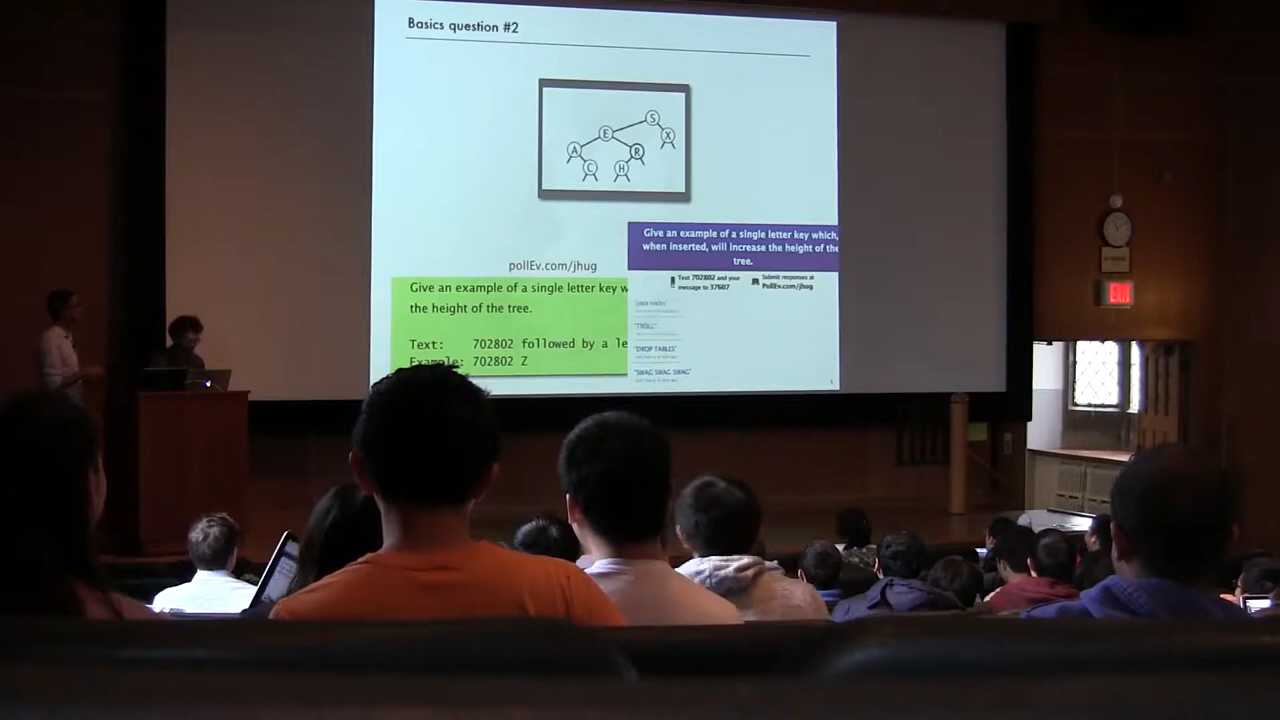 Basics question #2
S
E
X
A
R
C
H
pollEv.com/jhug
Give an example of a single letter key w
the height of the tree.
Text: 702802 followed by a le
Example: 702802 Z
Give an example of a single letter key which,
when inserted, will increase the height of the
tree.
Text 702802 and your
message to 37607
Submit responses at
PollEv.com/jhug
"TROLL"
"DROP TABLES"
"SWAG SWAG SWAG"
5
EXIT